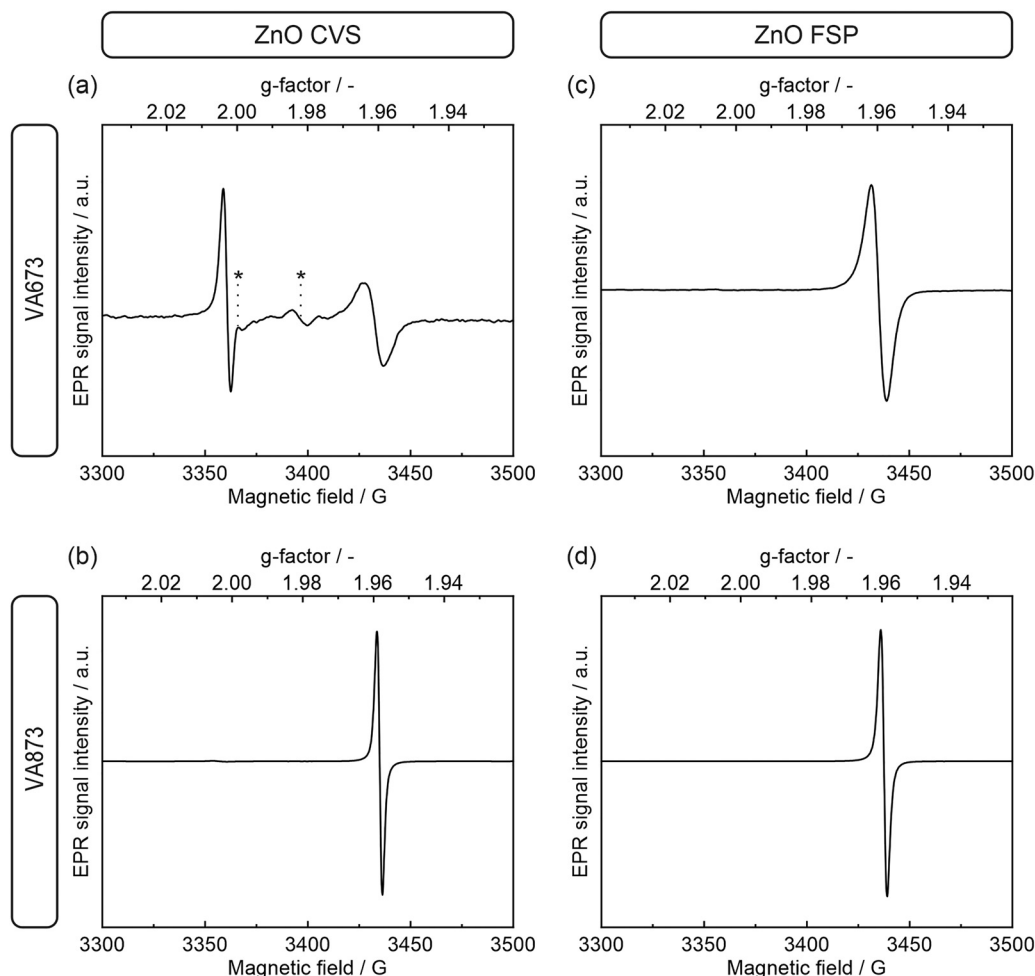 ZnO CVS
ZnO FSP
VA673
(a)
g-factor / -
2.02 2.00 1.98 1.96 1.94
EPR signal intensity / a.u.
* *
3300 3350 3400 3450 3500
Magnetic field / G
(c)
g-factor / -
2.02 2.00 1.98 1.96 1.94
EPR signal intensity / a.u.
3300 3350 3400 3450 3500
Magnetic field / G
VA873
(b)
g-factor / -
2.02 2.00 1.98 1.96 1.94
EPR signal intensity / a.u.
3300 3350 3400 3450 3500
Magnetic field / G
(d)
g-factor / -
2.02 2.00 1.98 1.96 1.94
EPR signal intensity / a.u.
3300 3350 3400 3450 3500
Magnetic field / G